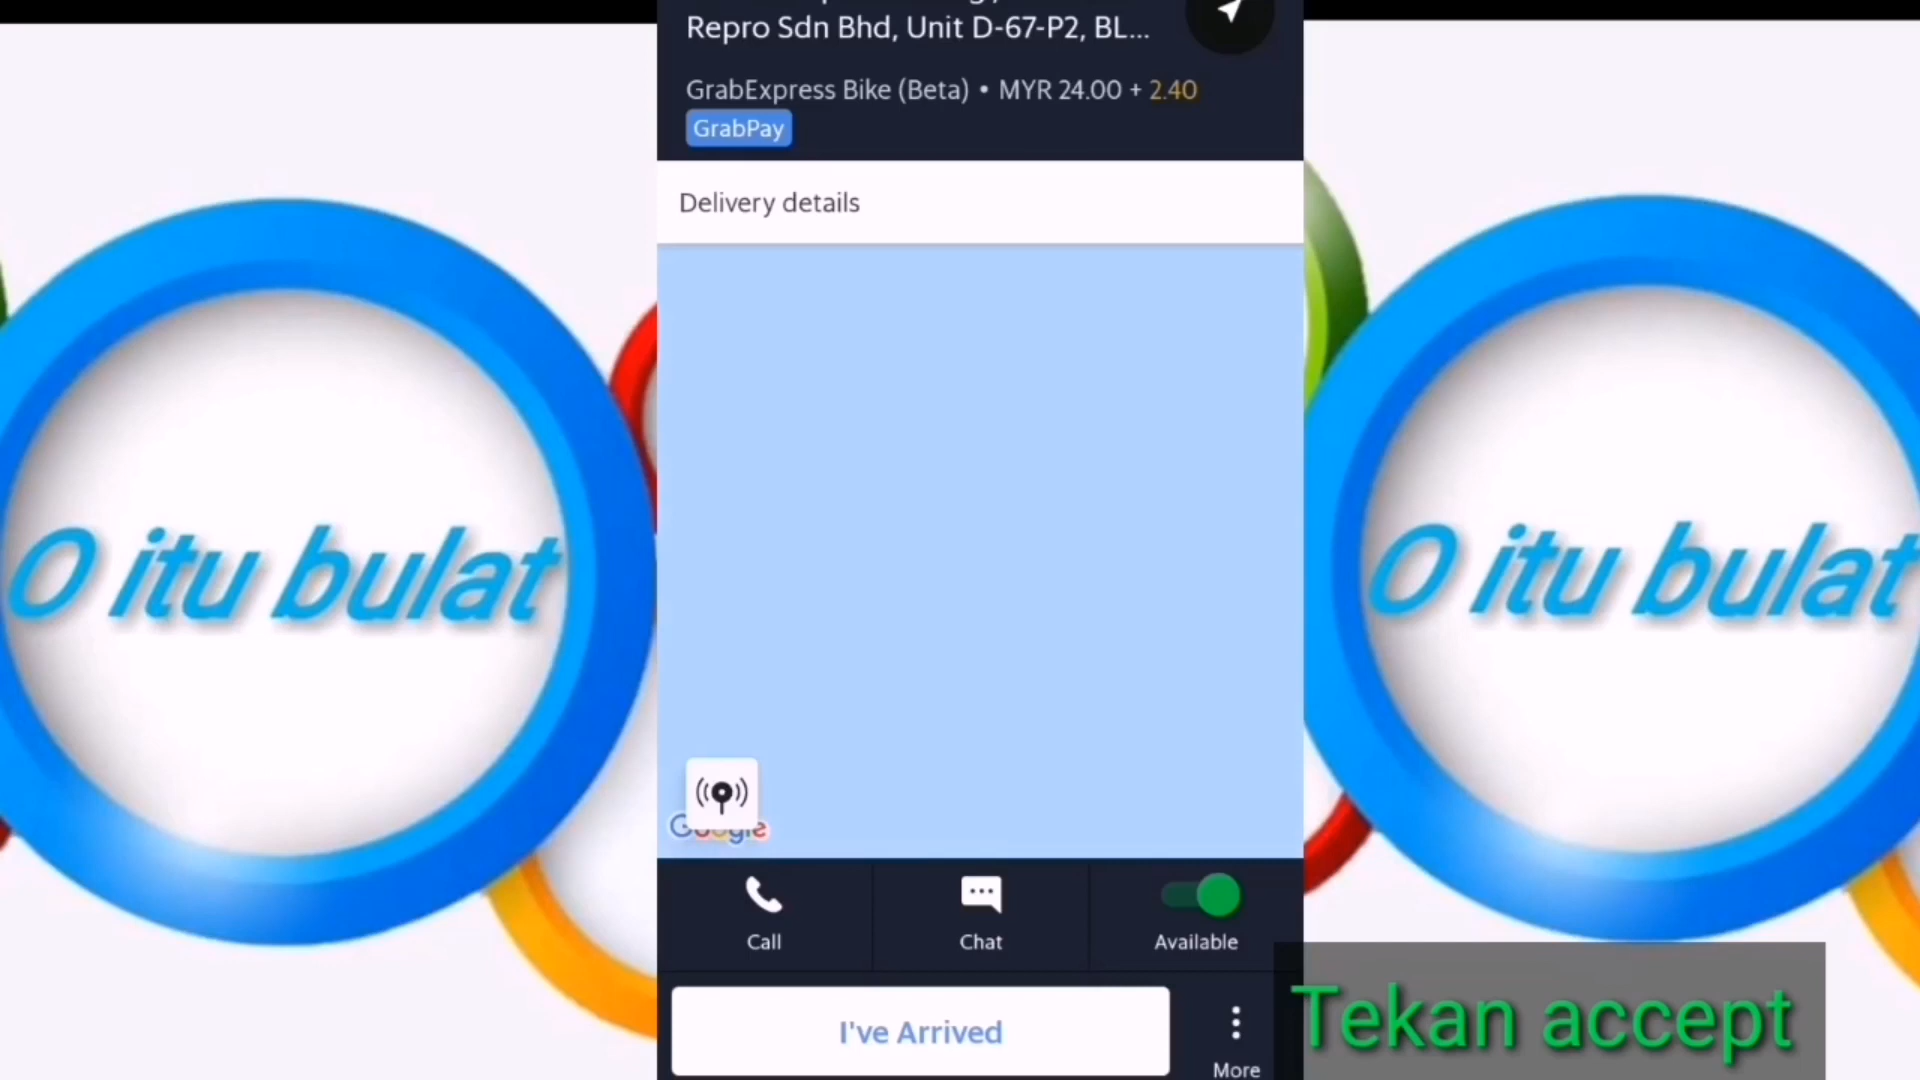 Repro Sdn Bhd, Unit D-67-P2, BL...
GrabExpress Bike (Beta) • MYR 24.00 + 2.40
GrabPay
Delivery details
O itu bulat
O itu bulat
Google
Call
Chat
Available
I've Arrived
More
Tekan accept